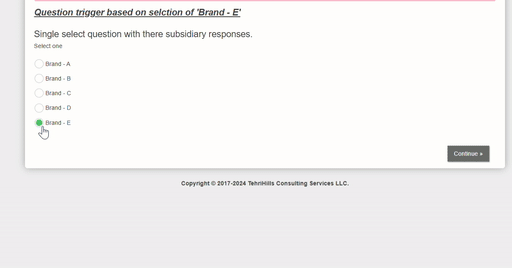 Question trigger based on selction of 'Brand - E'
Single select question with there subsidiary responses.
Select one
Brand - A
Brand - B
Brand - C
Brand - D
Brand - E
Continue »
Copyright © 2017-2024 TehriHills Consulting Services LLC.